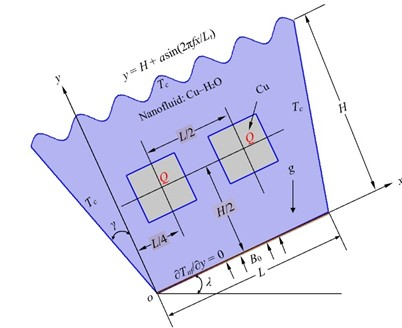 y = H + asin(2πfx/L)
T_c
y
Nanofluid: Cu–H₂O
Cu
L/2
T_c
H
Q
Q
T_c
g
x
γ
H/2
L/4
∂T_nf/∂y = 0
B₀
L
o
λ